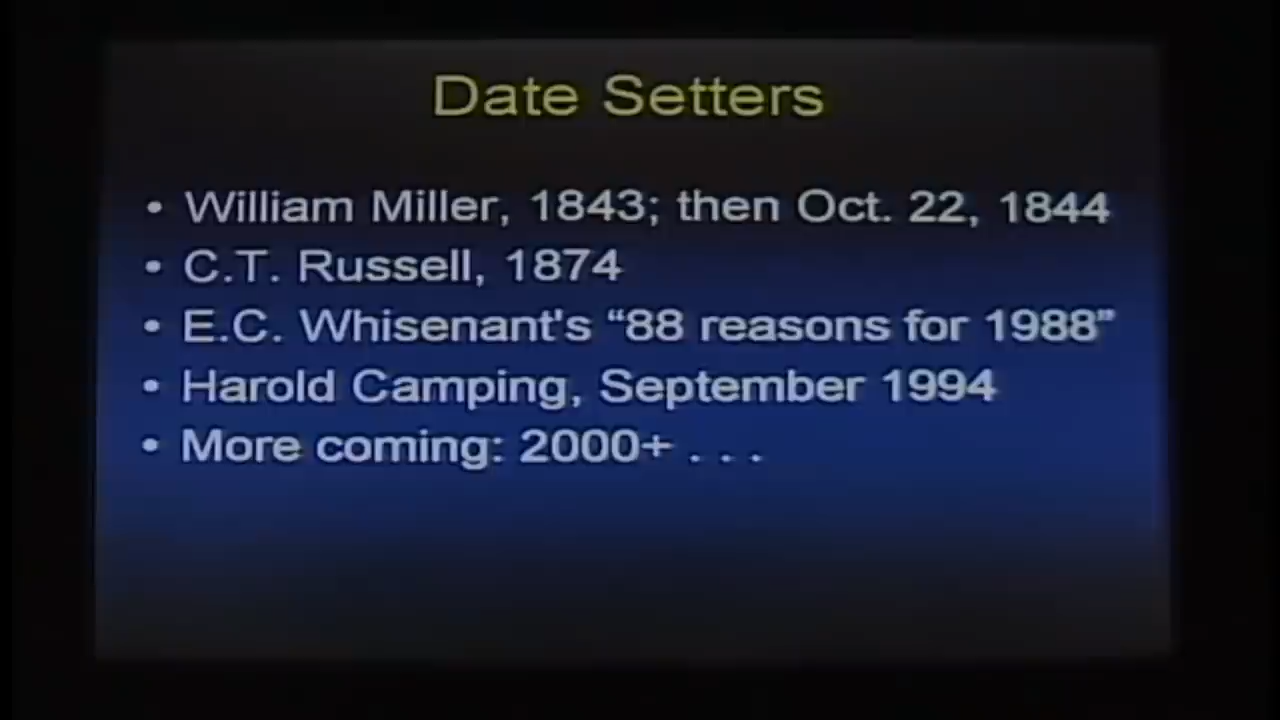 Date Setters
• William Miller, 1843; then Oct. 22, 1844
• C.T. Russell, 1874
• E.C. Whisenant's “88 reasons for 1988”
• Harold Camping, September 1994
• More coming: 2000+ . . .